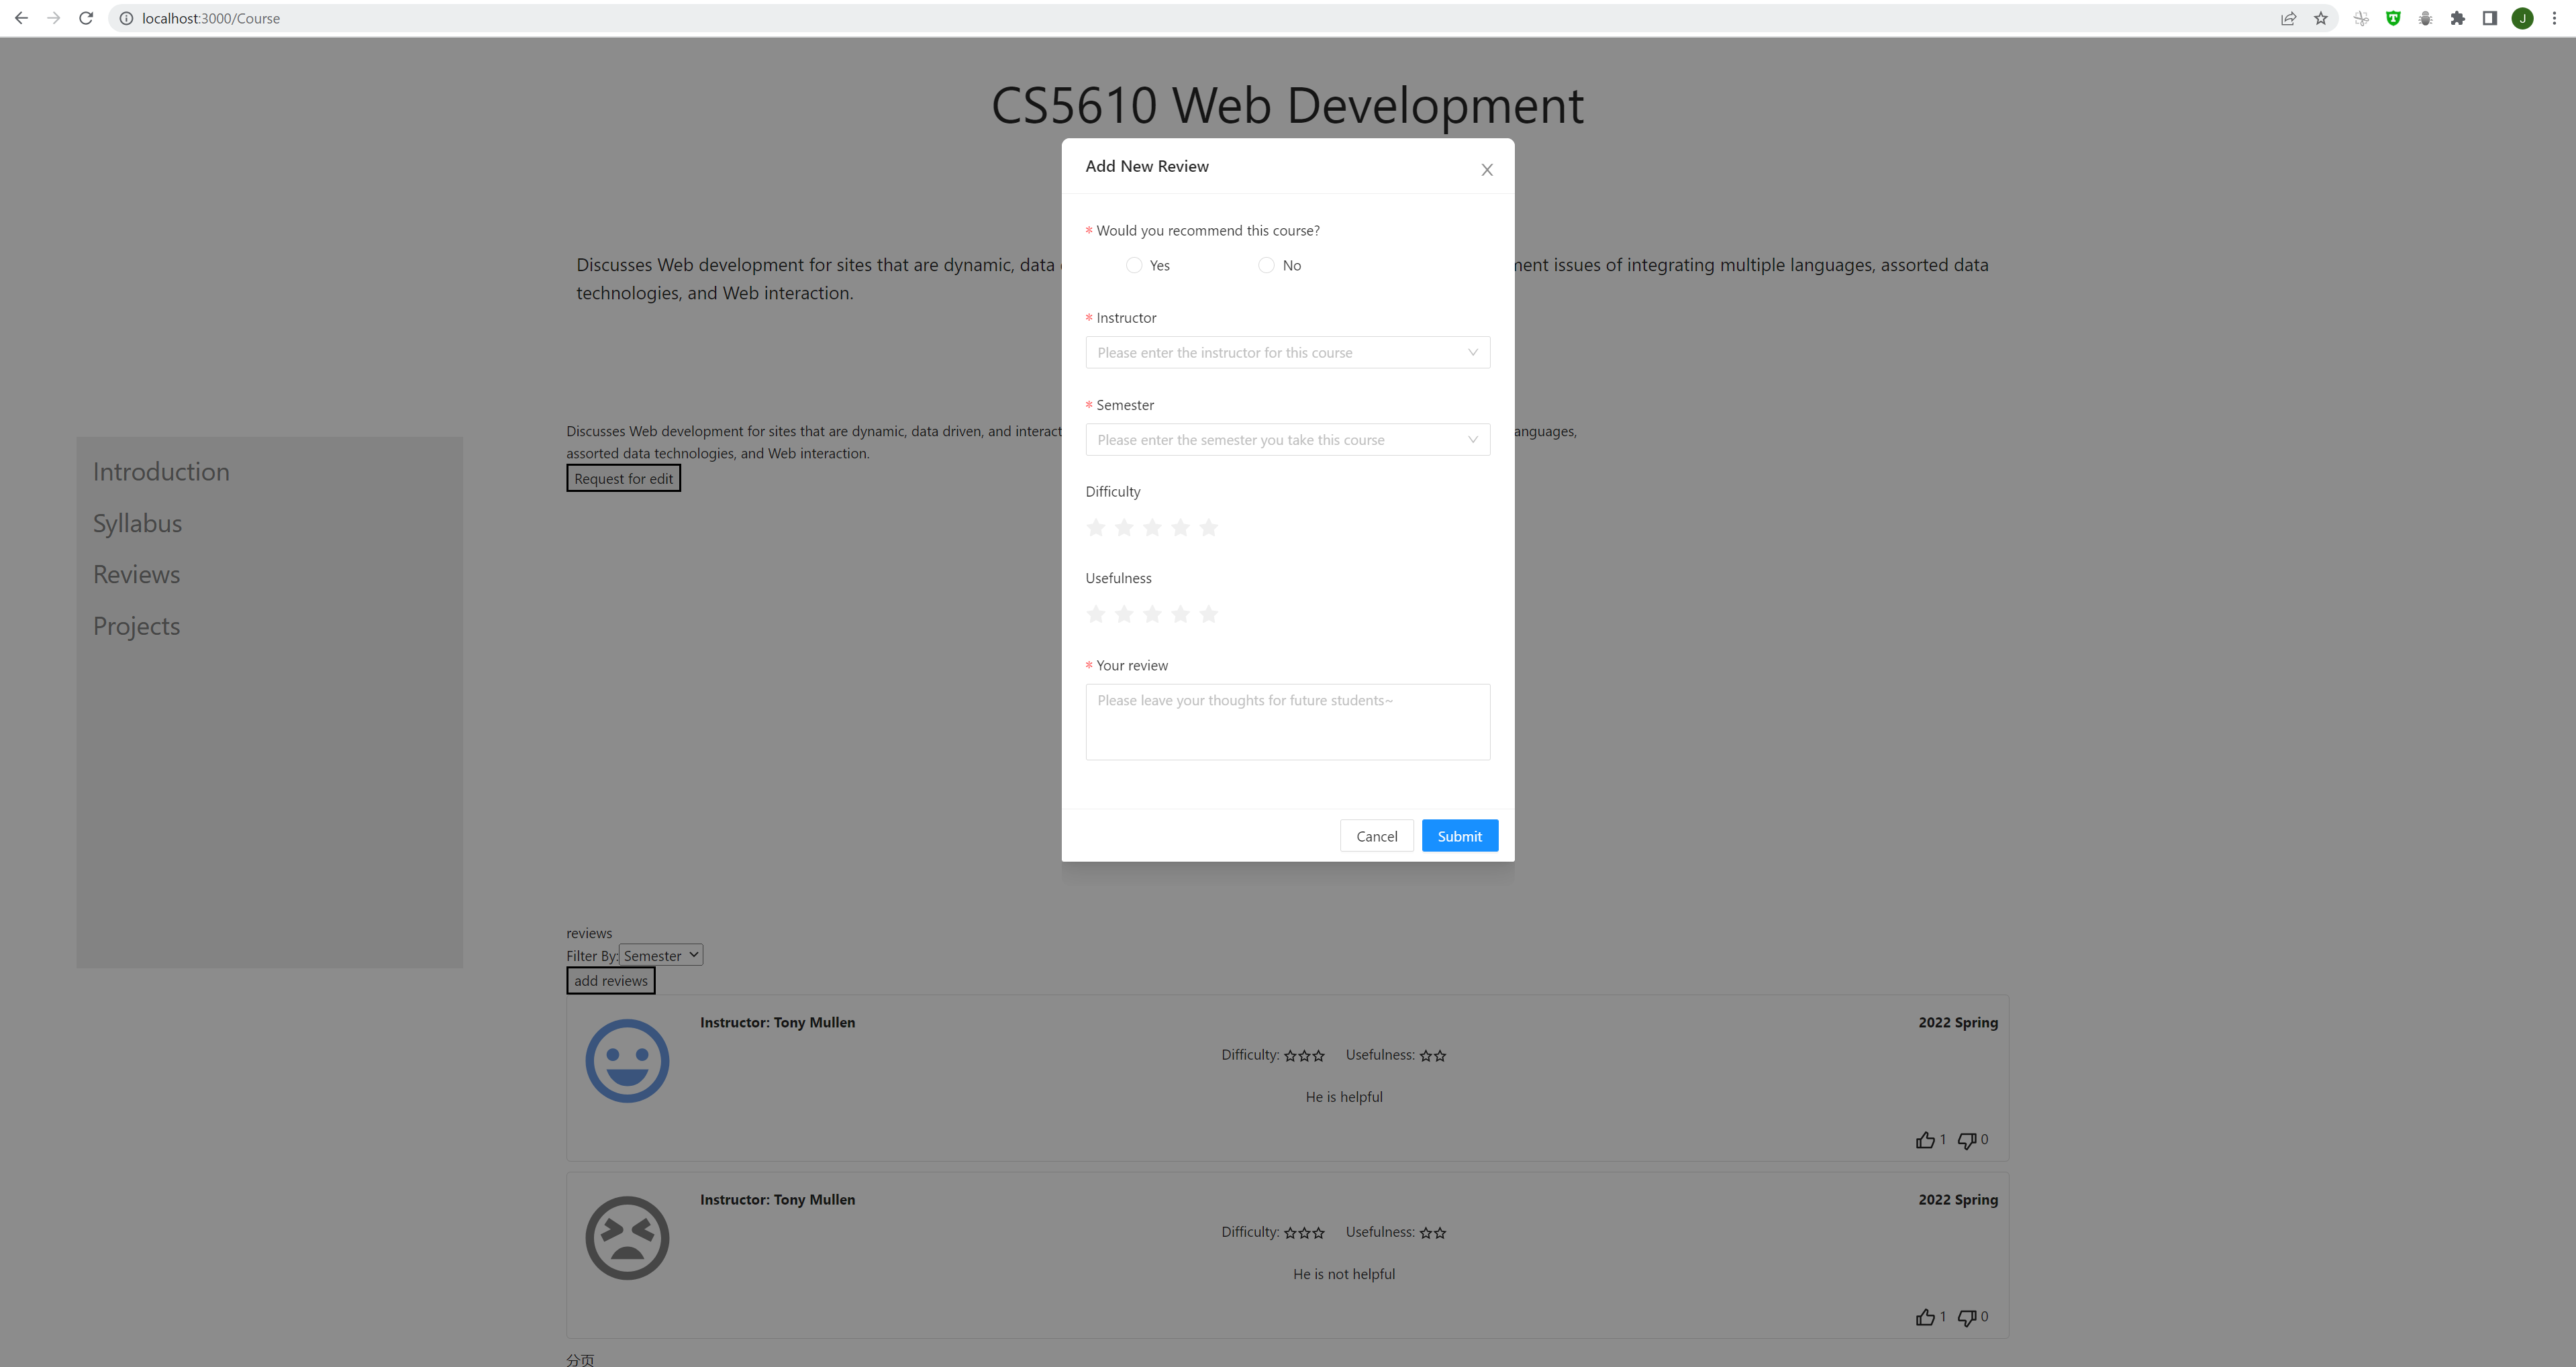 localhost:3000/Course
J
CS5610 Web Development
Add New Review
* Would you recommend this course?
Yes No
* Instructor
Please enter the instructor for this course
* Semester
Please enter the semester you take this course
Difficulty
Usefulness
* Your review
Please leave your thoughts for future students~
Cancel Submit
Discusses Web development for sites that are dynamic, data
ment issues of integrating multiple languages, assorted data
technologies, and Web interaction.
Introduction
Syllabus
Reviews
Projects
Discusses Web development for sites that are dynamic, data driven, and interact
anguages,
assorted data technologies, and Web interaction.
Request for edit
reviews
Filter By: Semester
add reviews
Instructor: Tony Mullen 2022 Spring
Difficulty: ☆☆☆ Usefulness: ☆☆
He is helpful
1 0
Instructor: Tony Mullen 2022 Spring
Difficulty: ☆☆☆ Usefulness: ☆☆
He is not helpful
1 0
分页